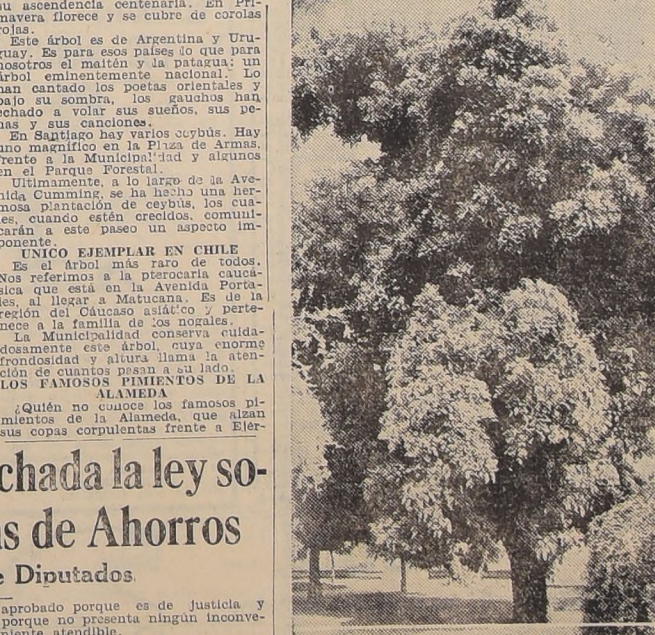 su ascendencia centenaria. En Pri-
mavera florece y se cubre de corolas
rojas.
Este árbol es de Argentina y Uru-
guay. Es para esos países lo que para
nosotros el maitén y la patagua: un
árbol eminentemente nacional. Lo
han cantado los poetas orientales y
bajo su sombra, los gauchos han
echado a volar sus sueños, sus pe-
nas y sus canciones.
En Santiago hay varios ceybús. Hay
uno magnífico en la Plaza de Armas,
frente a la Municipalidad y algunos
en el Parque Forestal.
Ultimamente, a lo largo de la Ave-
nida Cumming, se ha hecho una her-
mosa plantación de ceybús, los cua-
les, cuando estén crecidos, comuni-
carán a este paseo un aspecto im-
ponente.
UNICO EJEMPLAR EN CHILE
Es el árbol más raro de todos.
Nos referimos a la pterocaria caucá-
sica que está en la Avenida Porta-
les, al llegar a Matucana. Es de la
región del Cáucaso asiático y perte-
nece a la familia de los nogales.
La Municipalidad conserva cuida-
dosamente este árbol, cuya enorme
frondosidad y altura llama la aten-
ción de cuantos pasan a su lado.
LOS FAMOSOS PIMIENTOS DE LA
ALAMEDA
¿Quién no conoce los famosos pi-
mientos de la Alameda, que alzan
sus copas corpulentas frente a Ejér-
chada la ley so-
as de Ahorros
e Diputados
aprobado porque es de justicia y
porque no presenta ningún inconve-
niente atendible.